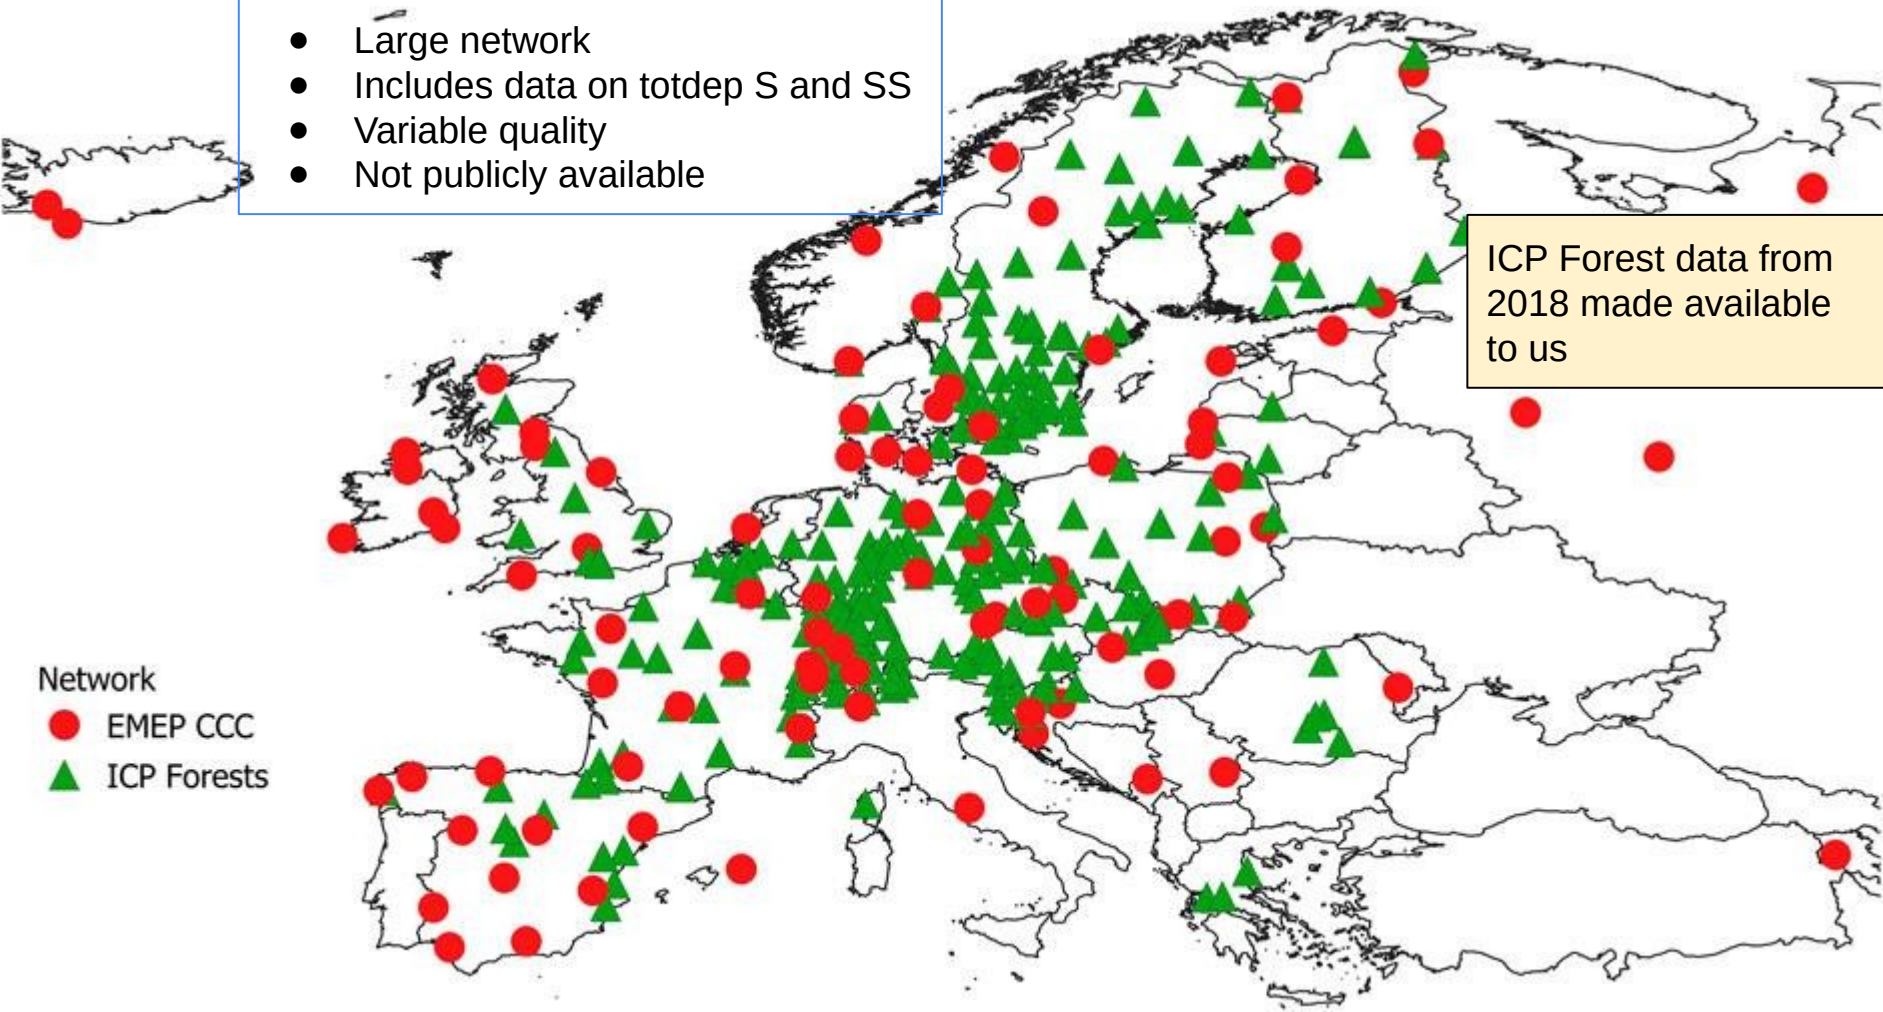 ● Large network
● Includes data on totdep S and SS
● Variable quality
● Not publicly available
ICP Forest data from
2018 made available
to us
Network
EMEP CCC
ICP Forests